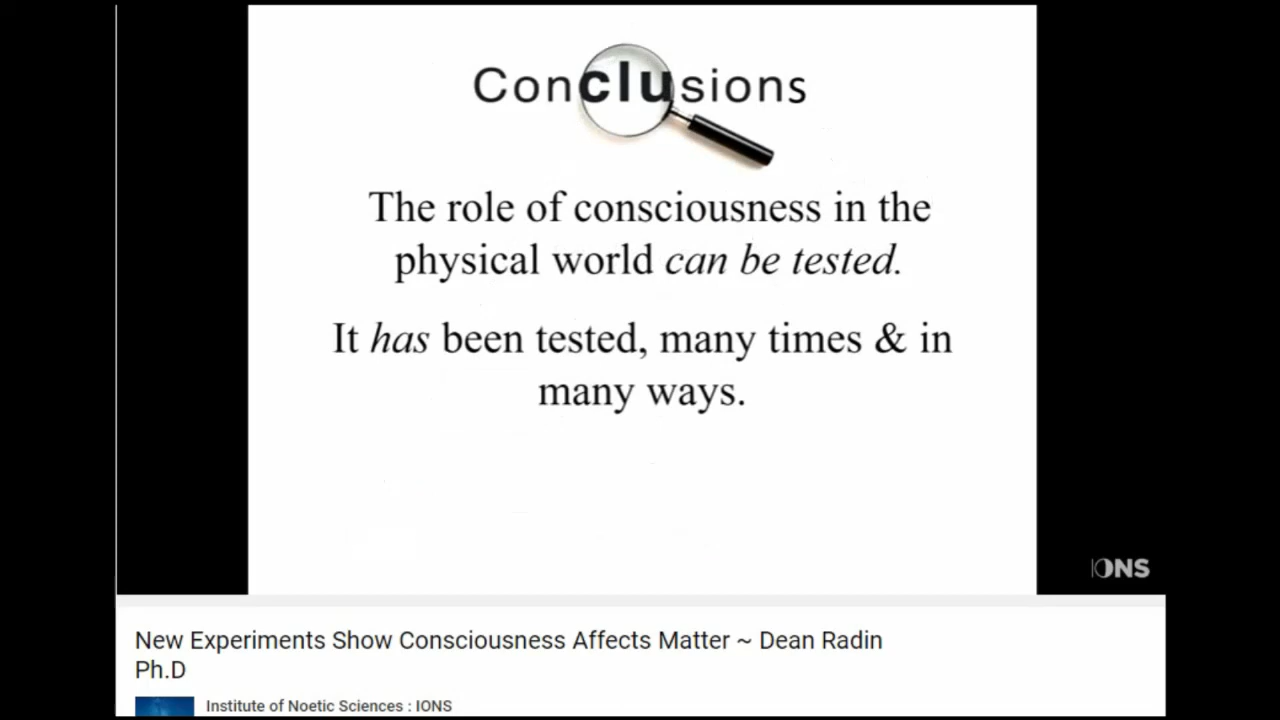 Conclusions
The role of consciousness in the
physical world can be tested.
It has been tested, many times & in
many ways.
IONS
New Experiments Show Consciousness Affects Matter ~ Dean Radin
Ph.D
Institute of Noetic Sciences : IONS